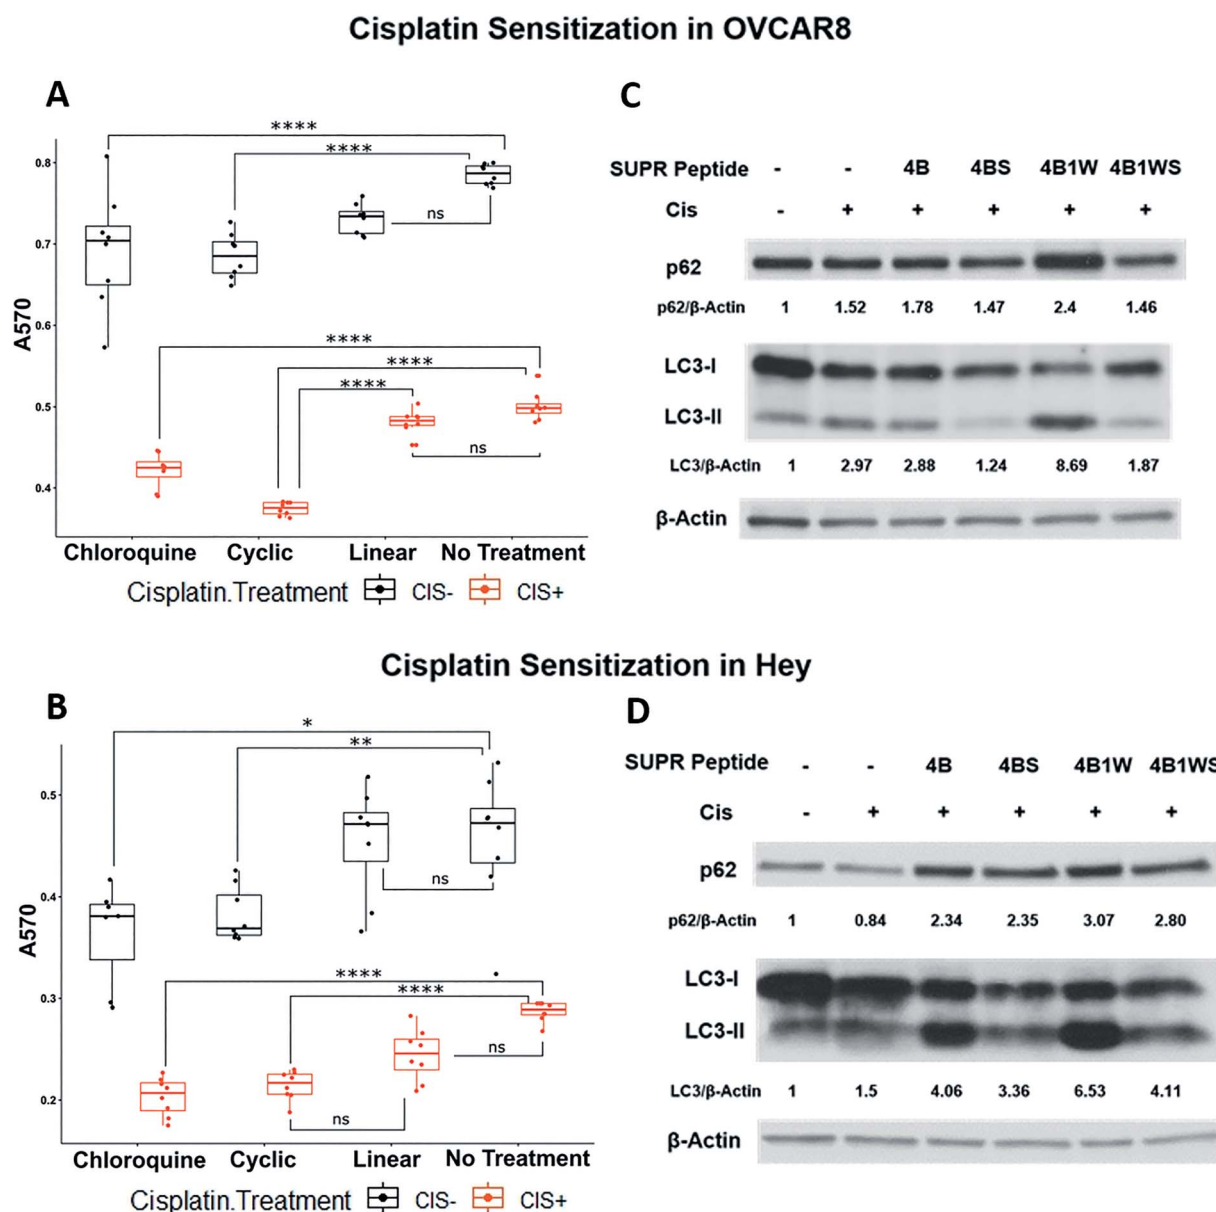 Cisplatin Sensitization in OVCAR8
A
****
****
ns
****
****
****
ns
A570
0.8
0.7
0.6
0.5
0.4
Chloroquine Cyclic Linear No Treatment
Cisplatin.Treatment CIS- CIS+
C
SUPR Peptide - - 4B 4BS 4B1W 4B1WS
Cis - + + + + +
p62
p62/β-Actin 1 1.52 1.78 1.47 2.4 1.46
LC3-I
LC3-II
LC3/β-Actin 1 2.97 2.88 1.24 8.69 1.87
β-Actin
Cisplatin Sensitization in Hey
B
*
**
ns
****
****
ns
ns
A570
0.5
0.4
0.3
0.2
Chloroquine Cyclic Linear No Treatment
Cisplatin.Treatment CIS- CIS+
D
SUPR Peptide - - 4B 4BS 4B1W 4B1WS
Cis - + + + + +
p62
p62/β-Actin 1 0.84 2.34 2.35 3.07 2.80
LC3-I
LC3-II
LC3/β-Actin 1 1.5 4.06 3.36 6.53 4.11
β-Actin